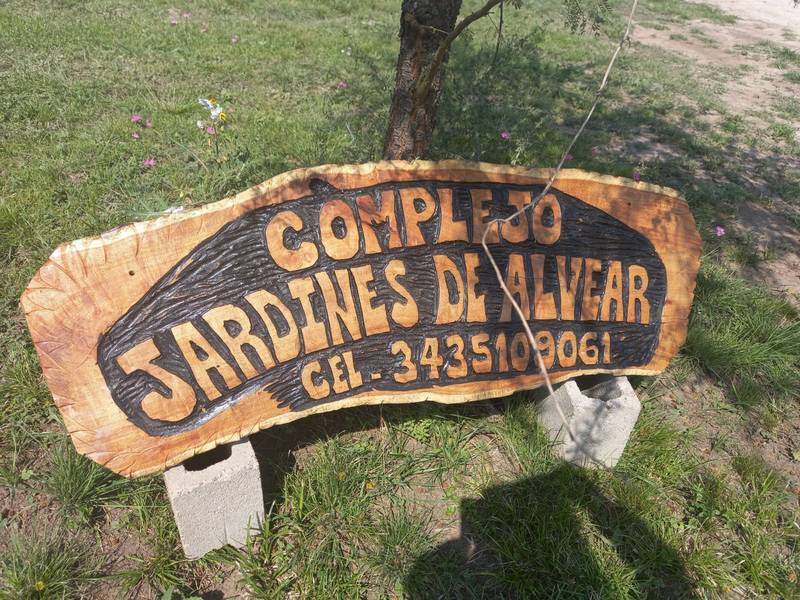 COMPLEJO
JARDINES DE ALVEAR
CEL - 3435109061